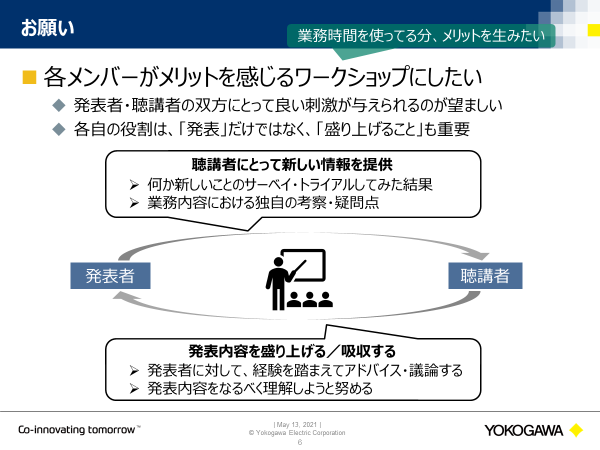 お願い
業務時間を使ってる分、メリットを生みたい
各メンバーがメリットを感じるワークショップにしたい
発表者・聴講者の双方にとって良い刺激が与えられるのが望ましい
各自の役割は、「発表」だけではなく、「盛り上げること」も重要
聴講者にとって新しい情報を提供
何か新しいことのサーベイ・トライアルしてみた結果
業務内容における独自の考察・疑問点
発表者
聴講者
発表内容を盛り上げる／吸収する
発表者に対して、経験を踏まえてアドバイス・議論する
発表内容をなるべく理解しようと努める
Co-innovating tomorrow™
| May 13, 2021 |
© Yokogawa Electric Corporation
6
YOKOGAWA